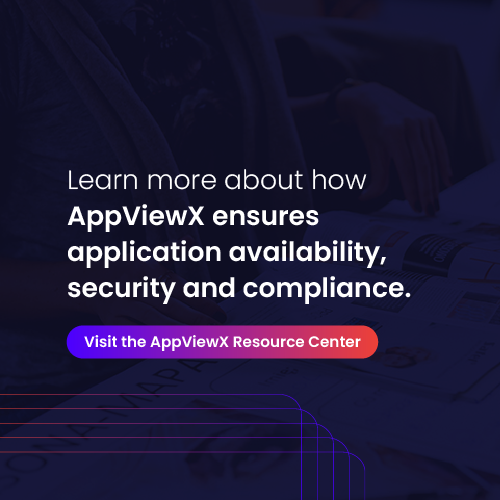 Learn more about how
AppViewX ensures
application availability,
security and compliance.
Visit the AppViewX Resource Center